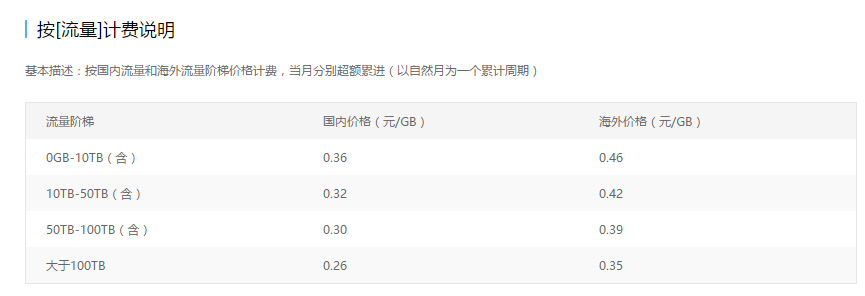 按[流量]计费说明
基本描述：按国内流量和海外流量阶梯价格计费，当月分别超额累进（以自然月为一个累计周期）
流量阶梯 国内价格（元/GB） 海外价格（元/GB）
0GB-10TB（含） 0.36 0.46
10TB-50TB（含） 0.32 0.42
50TB-100TB（含） 0.30 0.39
大于100TB 0.26 0.35